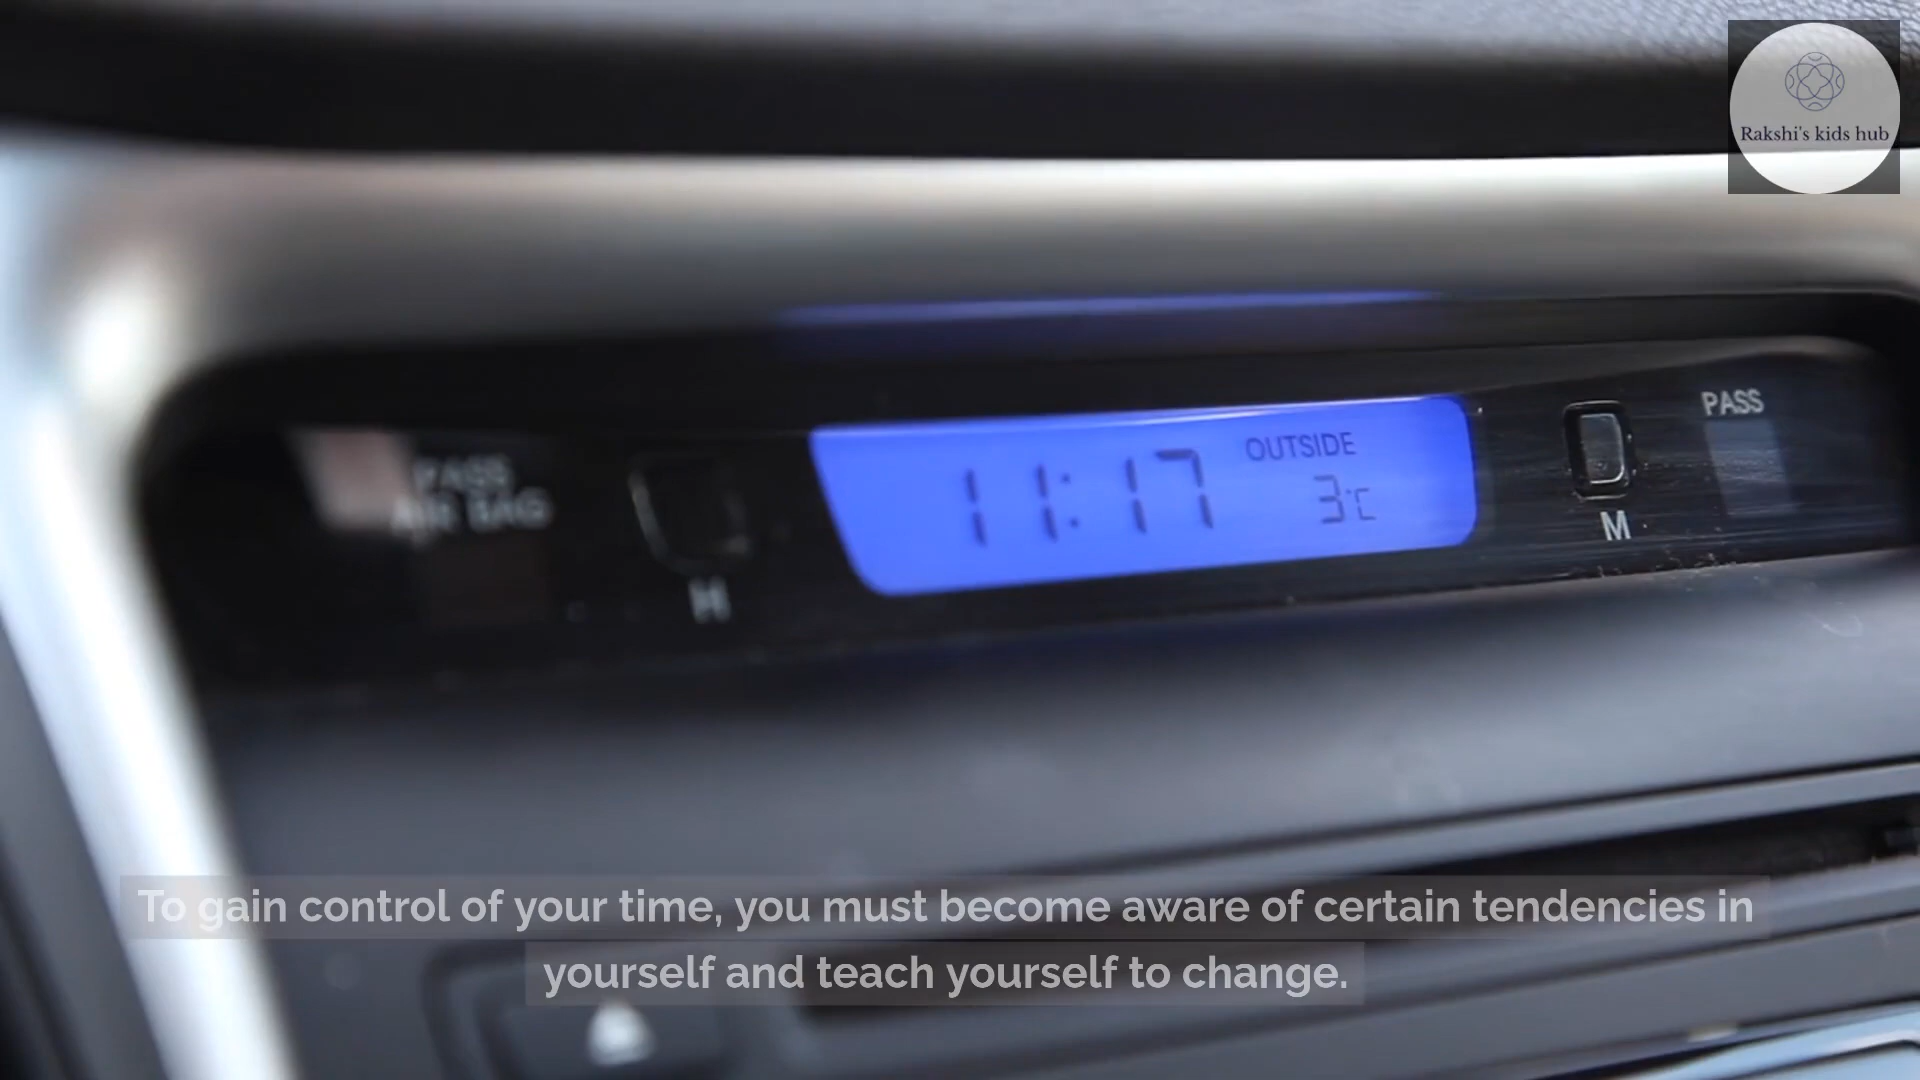 Rakshi's kids hub
PASS
AIR BAG
H
11:17
OUTSIDE
3°C
M
PASS
To gain control of your time, you must become aware of certain tendencies in
yourself and teach yourself to change.